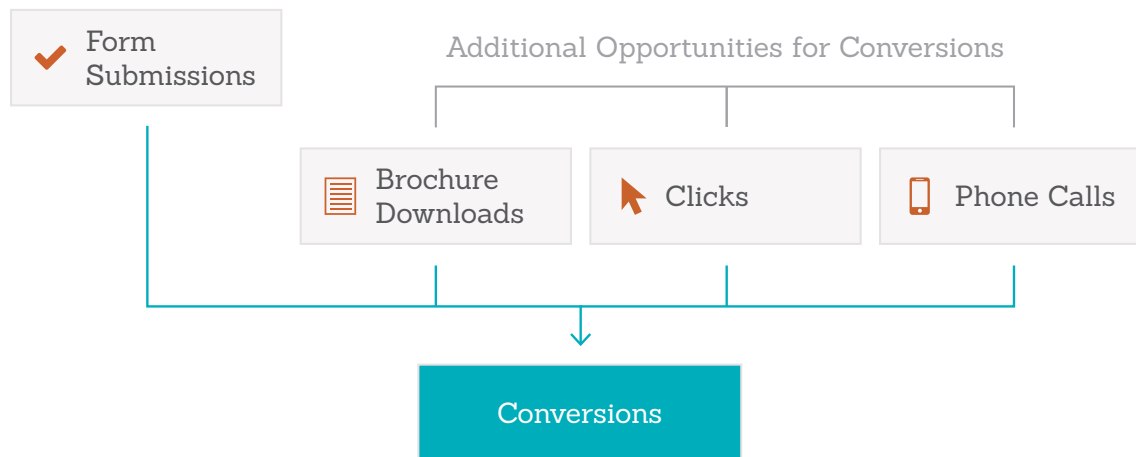 Form
Submissions
Additional Opportunities for Conversions
Brochure
Downloads
Clicks
Phone Calls
Conversions